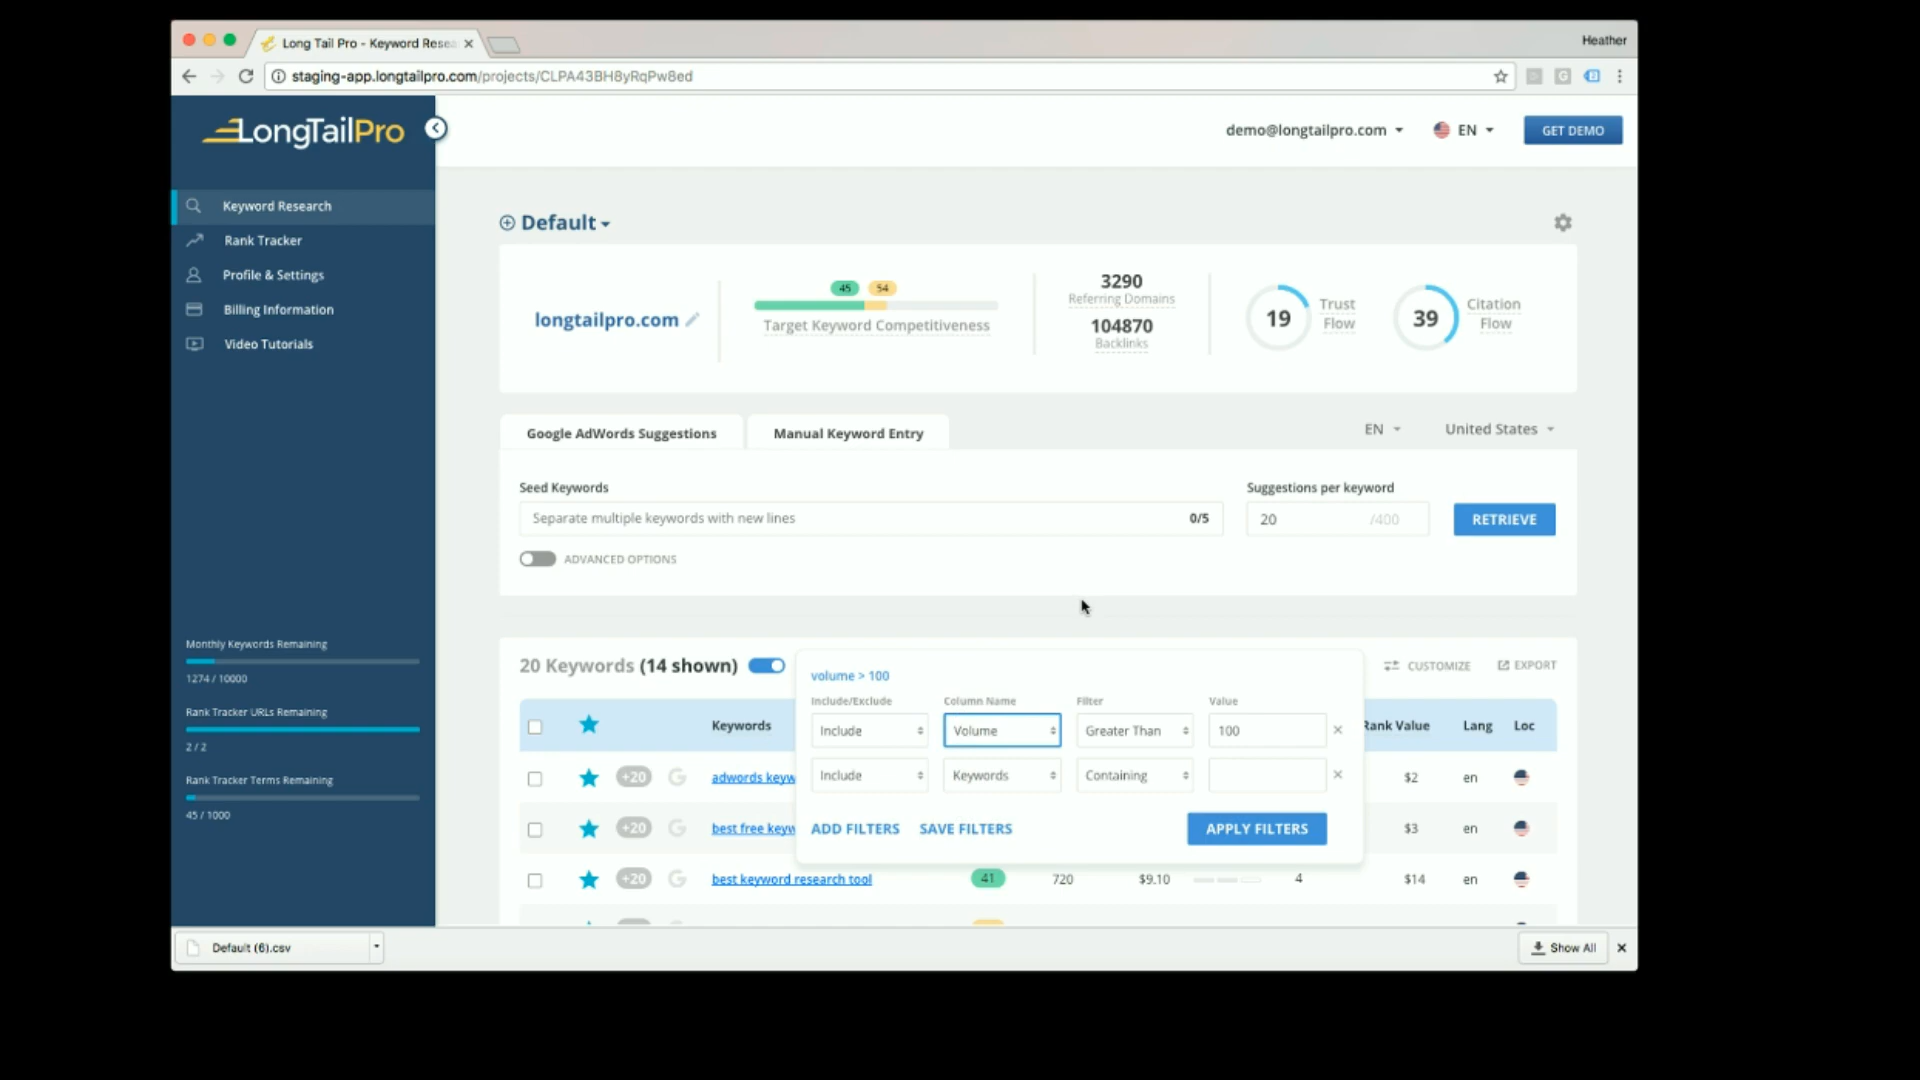 Long Tail Pro - Keyword Resea
Heather
staging-app.longtailpro.com/projects/CLPA43BH8yRqPw8ed
LongTailPro
demo@longtailpro.com
EN
GET DEMO
Keyword Research
Rank Tracker
Profile & Settings
Billing Information
Video Tutorials
Default
longtailpro.com
45 54
Target Keyword Competitiveness
3290
Referring Domains
104870
Backlinks
19
Trust Flow
39
Citation Flow
Google AdWords Suggestions
Manual Keyword Entry
EN
United States
Seed Keywords
Suggestions per keyword
Separate multiple keywords with new lines
0/5
20
/400
RETRIEVE
ADVANCED OPTIONS
Monthly Keywords Remaining
1274 / 10000
Rank Tracker URLs Remaining
2 / 2
Rank Tracker Terms Remaining
45 / 1000
20 Keywords (14 shown)
CUSTOMIZE
EXPORT
volume > 100
Include/Exclude Column Name Filter Value
Include Volume Greater Than 100
Include Keywords Containing
ADD FILTERS SAVE FILTERS APPLY FILTERS
Keywords Rank Value Lang Loc
+20 adwords keyw $2 en
+20 best free keyw $3 en
+20 best keyword research tool 41 720 $9.10 4 $14 en
Default (6).csv
Show All